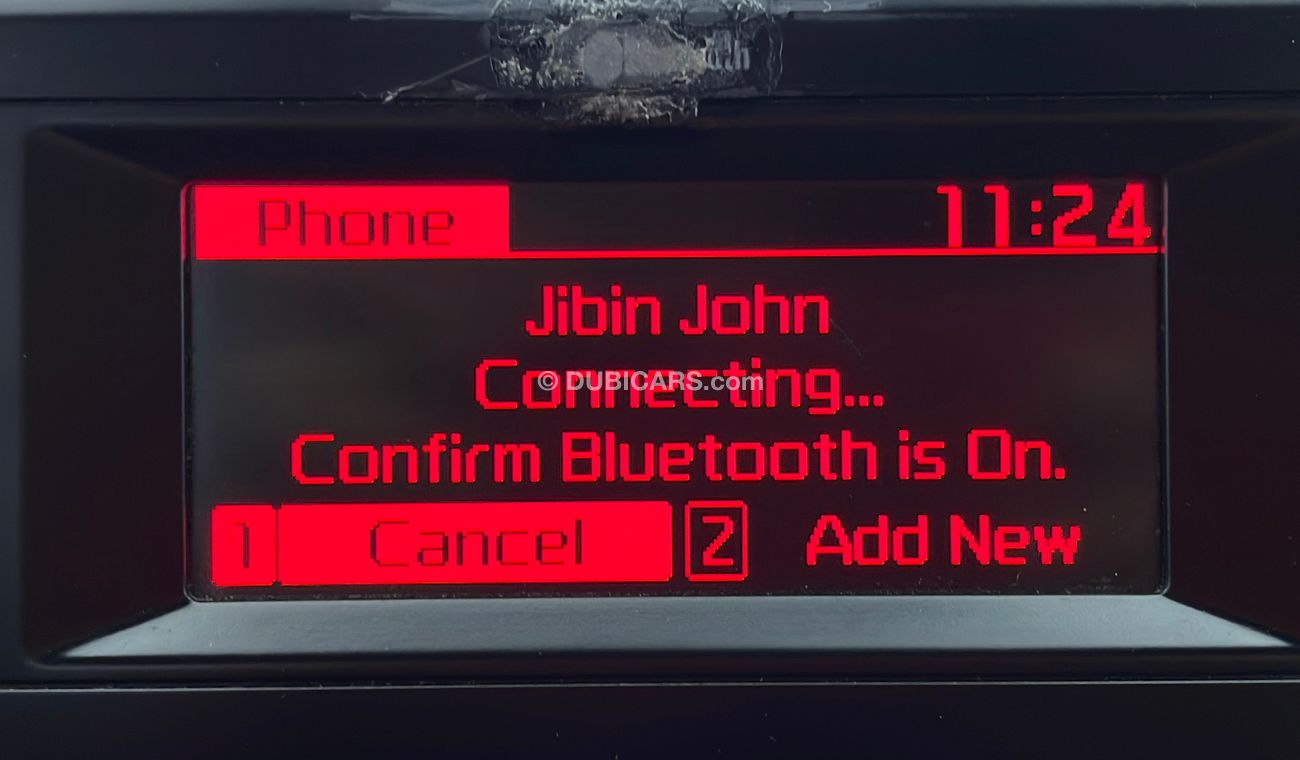 Phone 11:24
Jibin John
Connecting...
© DUBICARS.com
Confirm Bluetooth is On.
1 Cancel 2 Add New